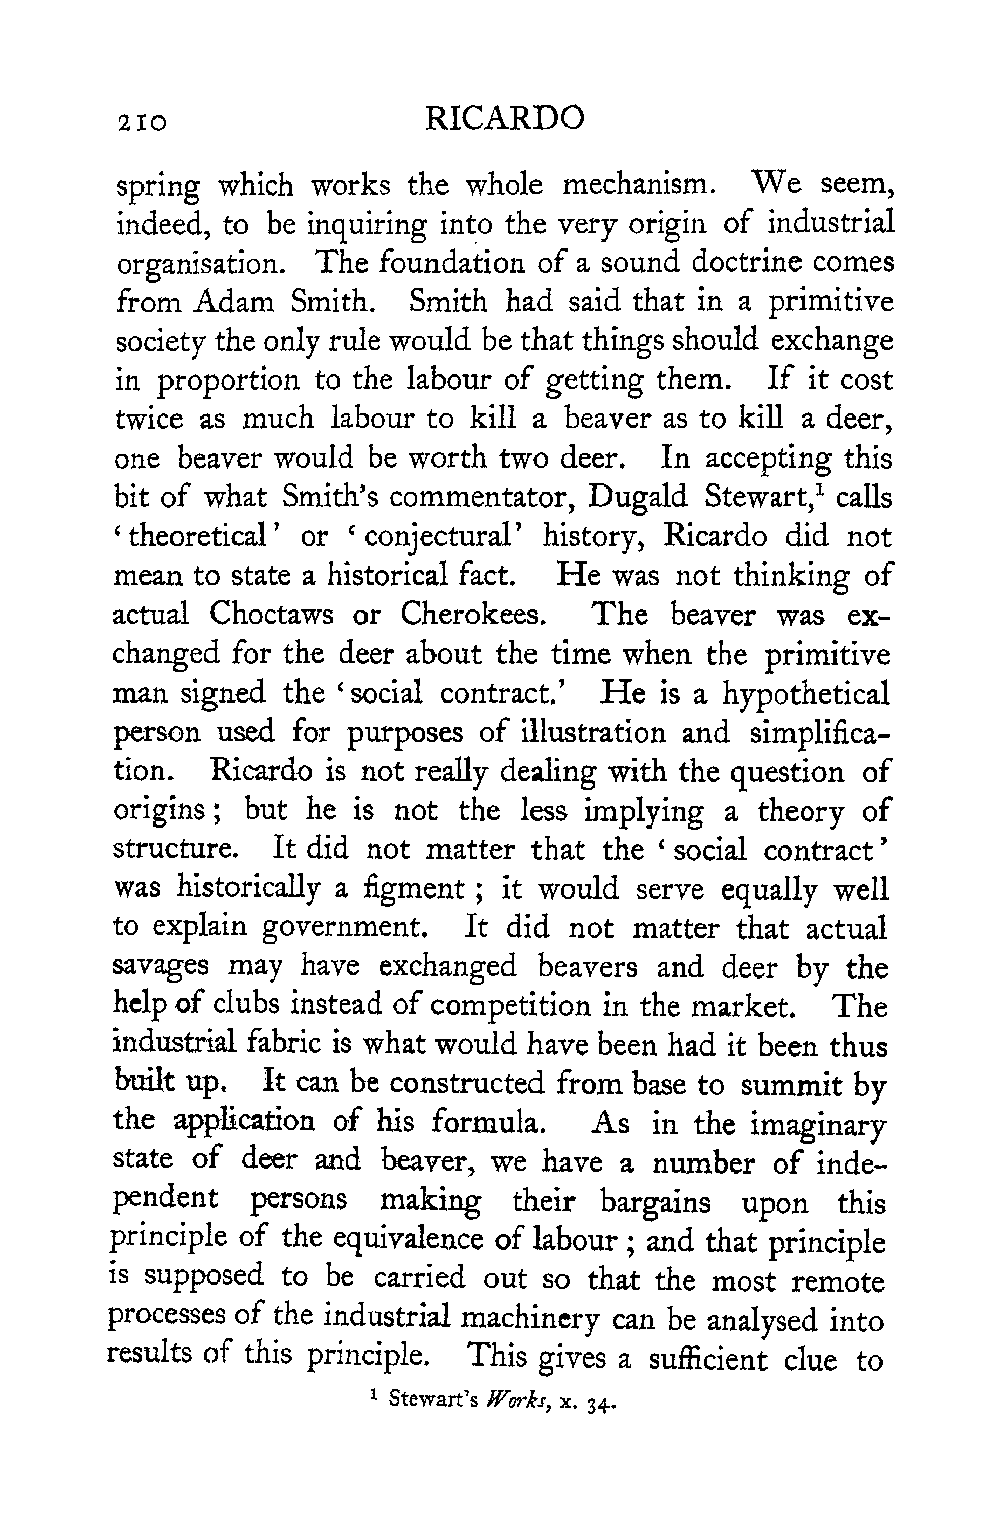 210 RICARDO
spring which works the whole mechanism. We seem,
indeed, to be inquiring into the very origin of industrial
organisation. The foundation of a sound doctrine comes
from Adam Smith. Smith had said that in a primitive
society the only rule would be that things should exchange
in proportion to the labour of getting them. If it cost
twice as much labour to kill a beaver as to kill a deer,
one beaver would be worth two deer. In accepting this
bit of what Smith's commentator, Dugald Stewart,¹ calls
‘theoretical’ or ‘conjectural’ history, Ricardo did not
mean to state a historical fact. He was not thinking of
actual Choctaws or Cherokees. The beaver was ex-
changed for the deer about the time when the primitive
man signed the ‘social contract.’ He is a hypothetical
person used for purposes of illustration and simplifica-
tion. Ricardo is not really dealing with the question of
origins; but he is not the less implying a theory of
structure. It did not matter that the ‘social contract’
was historically a figment; it would serve equally well
to explain government. It did not matter that actual
savages may have exchanged beavers and deer by the
help of clubs instead of competition in the market. The
industrial fabric is what would have been had it been thus
built up. It can be constructed from base to summit by
the application of his formula. As in the imaginary
state of deer and beaver, we have a number of inde-
pendent persons making their bargains upon this
principle of the equivalence of labour; and that principle
is supposed to be carried out so that the most remote
processes of the industrial machinery can be analysed into
results of this principle. This gives a sufficient clue to
¹ Stewart's Works, x. 34.